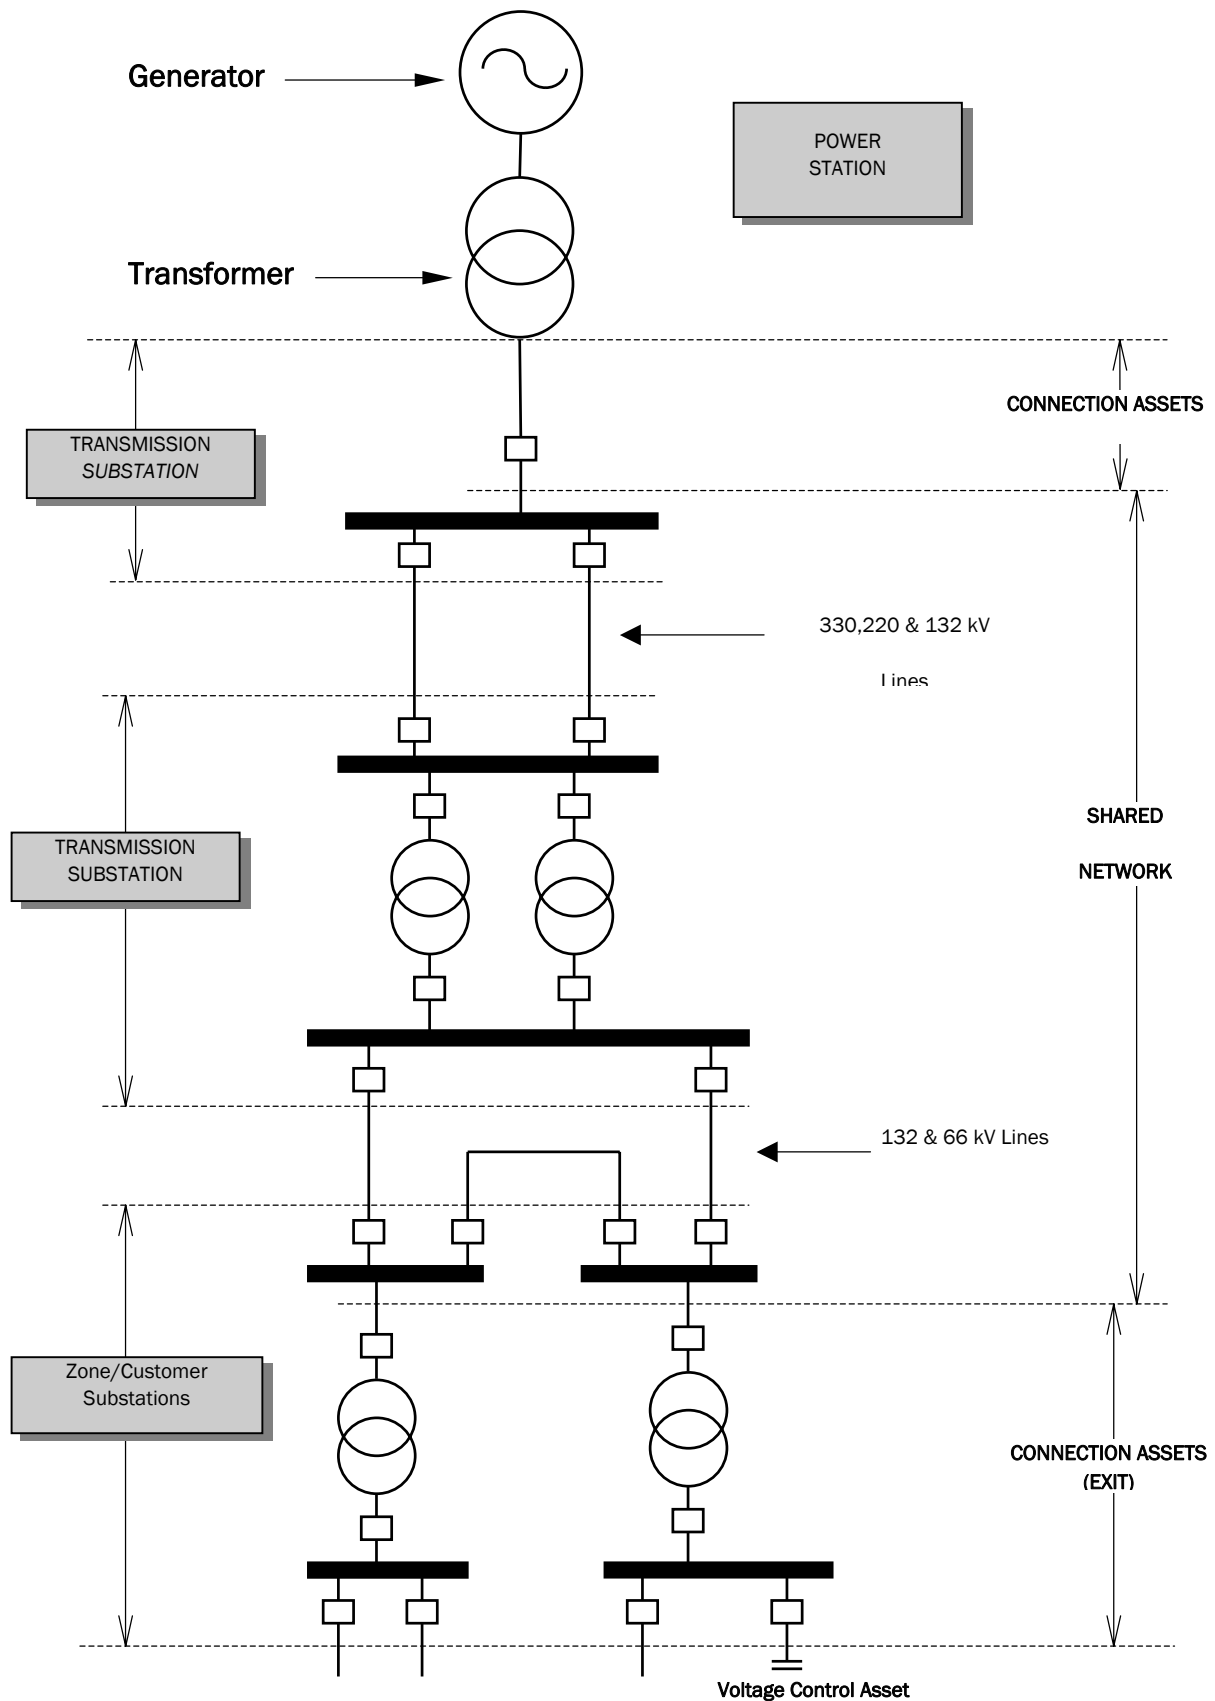 Generator
POWER
STATION
Transformer
CONNECTION ASSETS
TRANSMISSION
SUBSTATION
330,220 & 132 kV
Lines
SHARED
NETWORK
TRANSMISSION
SUBSTATION
132 & 66 kV Lines
Zone/Customer
Substations
CONNECTION ASSETS
(EXIT)
Voltage Control Asset